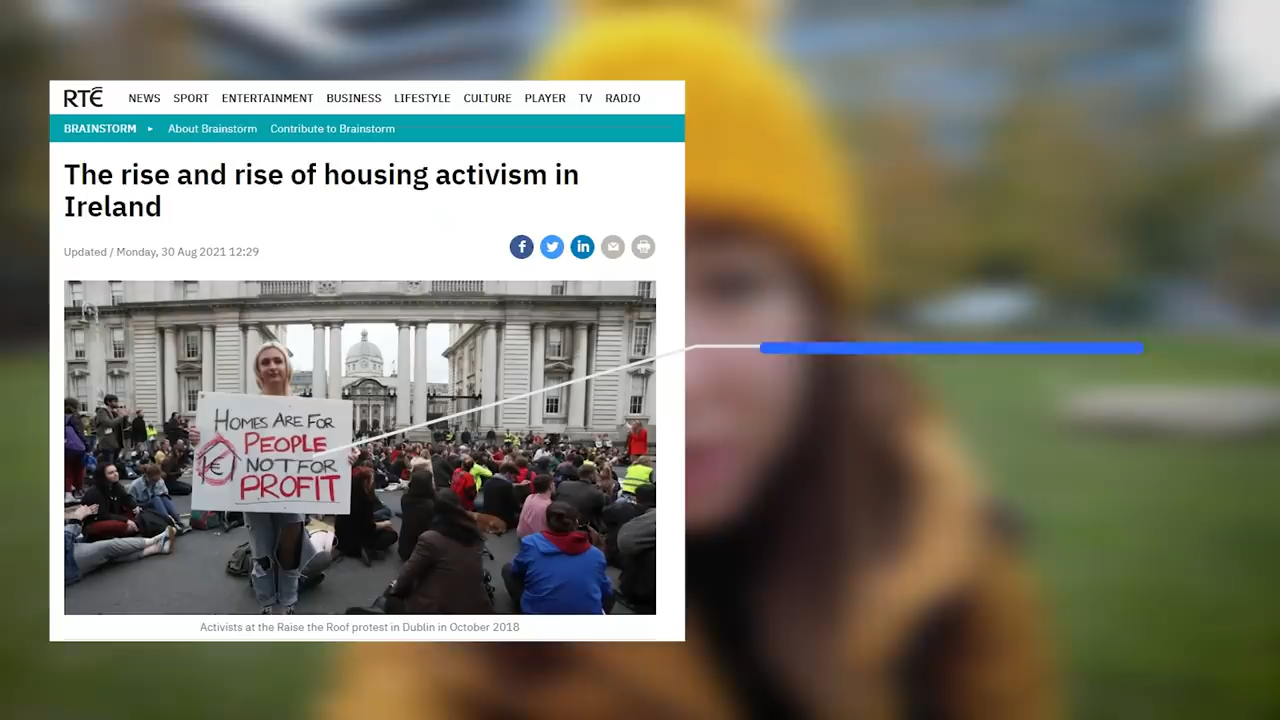 RTÉ NEWS SPORT ENTERTAINMENT BUSINESS LIFESTYLE CULTURE PLAYER TV RADIO
BRAINSTORM About Brainstorm Contribute to Brainstorm
The rise and rise of housing activism in
Ireland
Updated / Monday, 30 Aug 2021 12:29
HOMES ARE FOR
PEOPLE
€ NOT FOR
PROFIT
Activists at the Raise the Roof protest in Dublin in October 2018